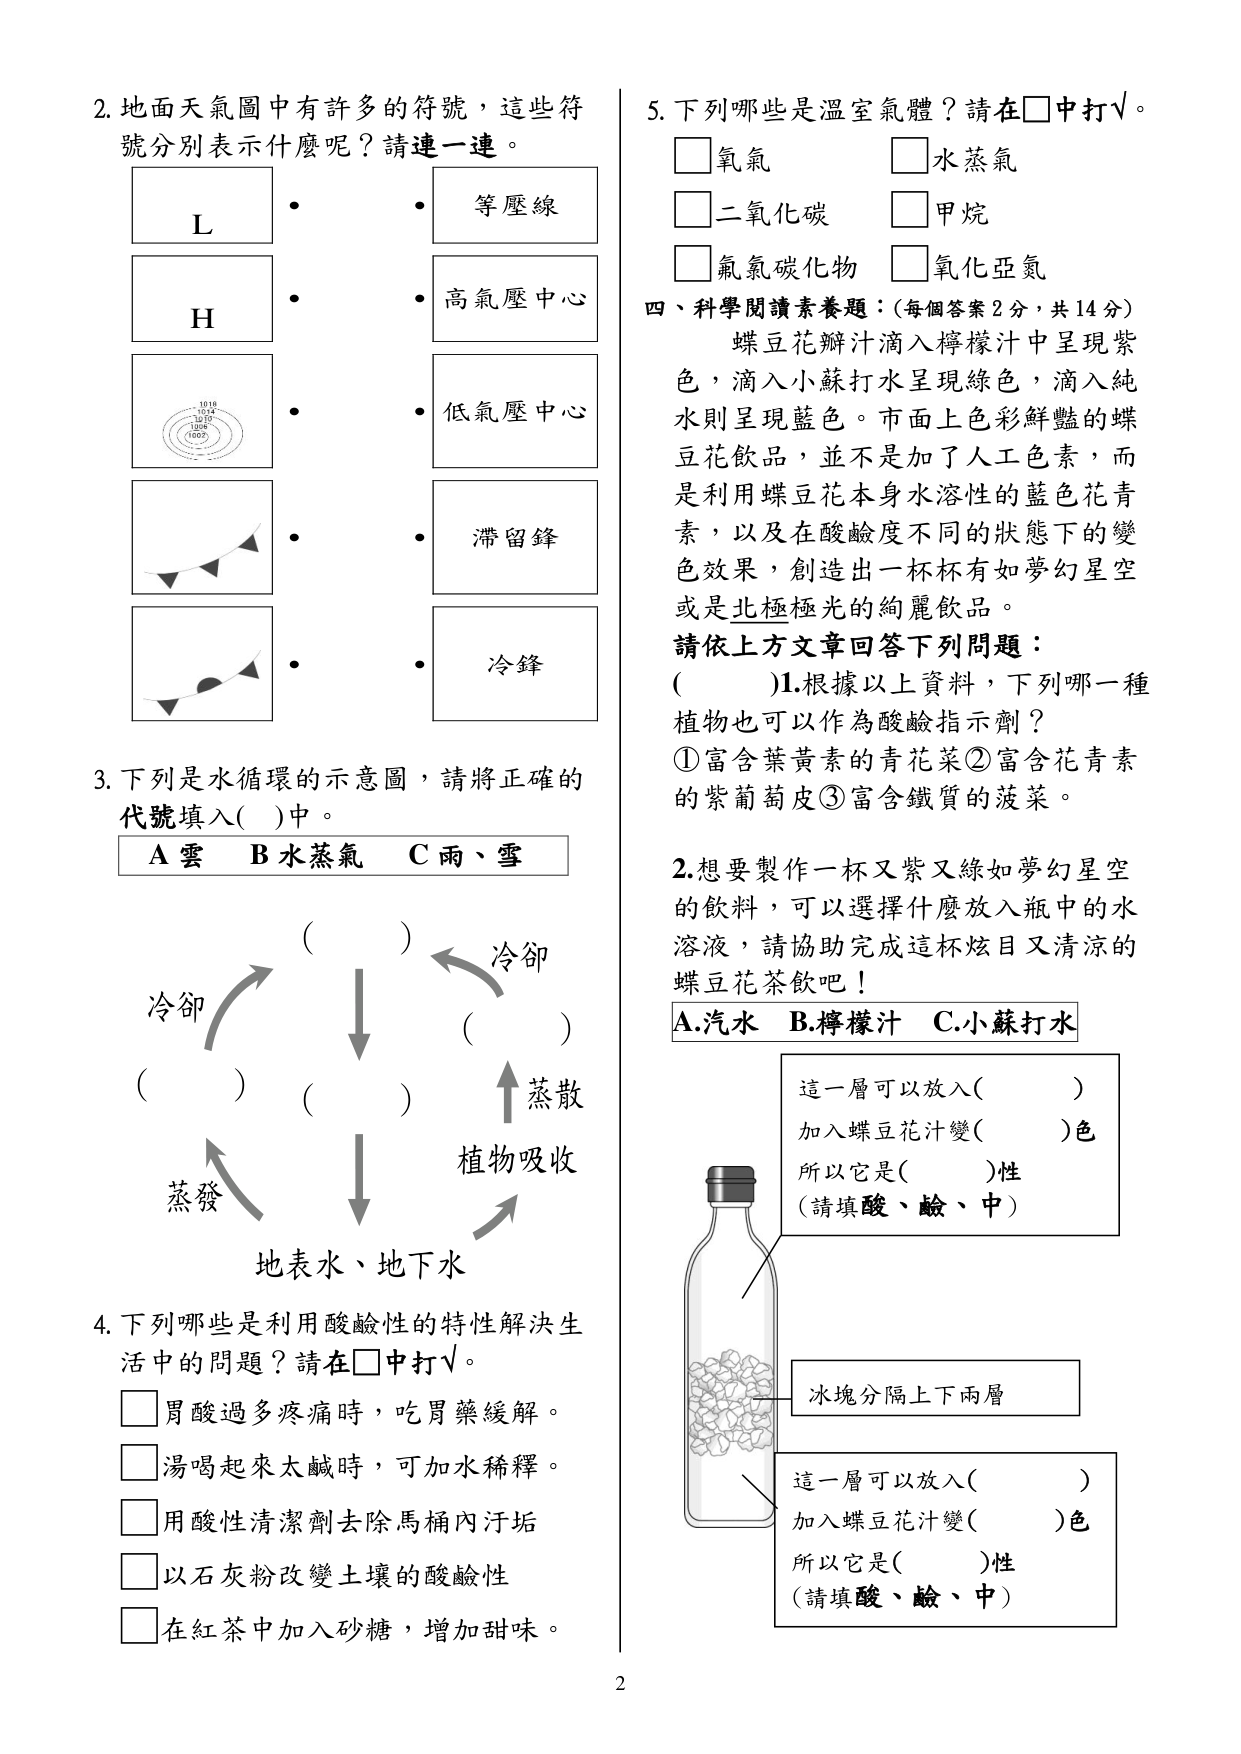 2. 地面天氣圖中有許多的符號，這些符
號分別表示什麼呢？請連一連。
L
等壓線
H
高氣壓中心
1018
1014
1010
1006
1002
低氣壓中心
滯留鋒
冷鋒
3. 下列是水循環的示意圖，請將正確的
代號填入(　)中。
A 雲　B 水蒸氣　C 雨、雪
(　　)
冷卻
冷卻
(　　)
(　　)
(　　)
蒸散
植物吸收
蒸發
地表水、地下水
4. 下列哪些是利用酸鹼性的特性解決生
活中的問題？請在□中打√。
□胃酸過多疼痛時，吃胃藥緩解。
□湯喝起來太鹹時，可加水稀釋。
□用酸性清潔劑去除馬桶內汙垢
□以石灰粉改變土壤的酸鹼性
□在紅茶中加入砂糖，增加甜味。
5. 下列哪些是溫室氣體？請在□中打√。
□氧氣　□水蒸氣
□二氧化碳　□甲烷
□氟氯碳化物　□氧化亞氮
四、科學閱讀素養題：(每個答案 2 分，共 14 分)
蝶豆花瓣汁滴入檸檬汁中呈現紫
色，滴入小蘇打水呈現綠色，滴入純
水則呈現藍色。市面上色彩鮮豔的蝶
豆花飲品，並不是加了人工色素，而
是利用蝶豆花本身水溶性的藍色花青
素，以及在酸鹼度不同的狀態下的變
色效果，創造出一杯杯有如夢幻星空
或是北極極光的絢麗飲品。
請依上方文章回答下列問題：
(　　)1.根據以上資料，下列哪一種
植物也可以作為酸鹼指示劑？
①富含葉黃素的青花菜②富含花青素
的紫葡萄皮③富含鐵質的菠菜。
2.想要製作一杯又紫又綠如夢幻星空
的飲料，可以選擇什麼放入瓶中的水
溶液，請協助完成這杯炫目又清涼的
蝶豆花茶飲吧！
A.汽水　B.檸檬汁　C.小蘇打水
這一層可以放入(　　)
加入蝶豆花汁變(　　)色
所以它是(　　)性
(請填酸、鹼、中)
冰塊分隔上下兩層
這一層可以放入(　　)
加入蝶豆花汁變(　　)色
所以它是(　　)性
(請填酸、鹼、中)
2